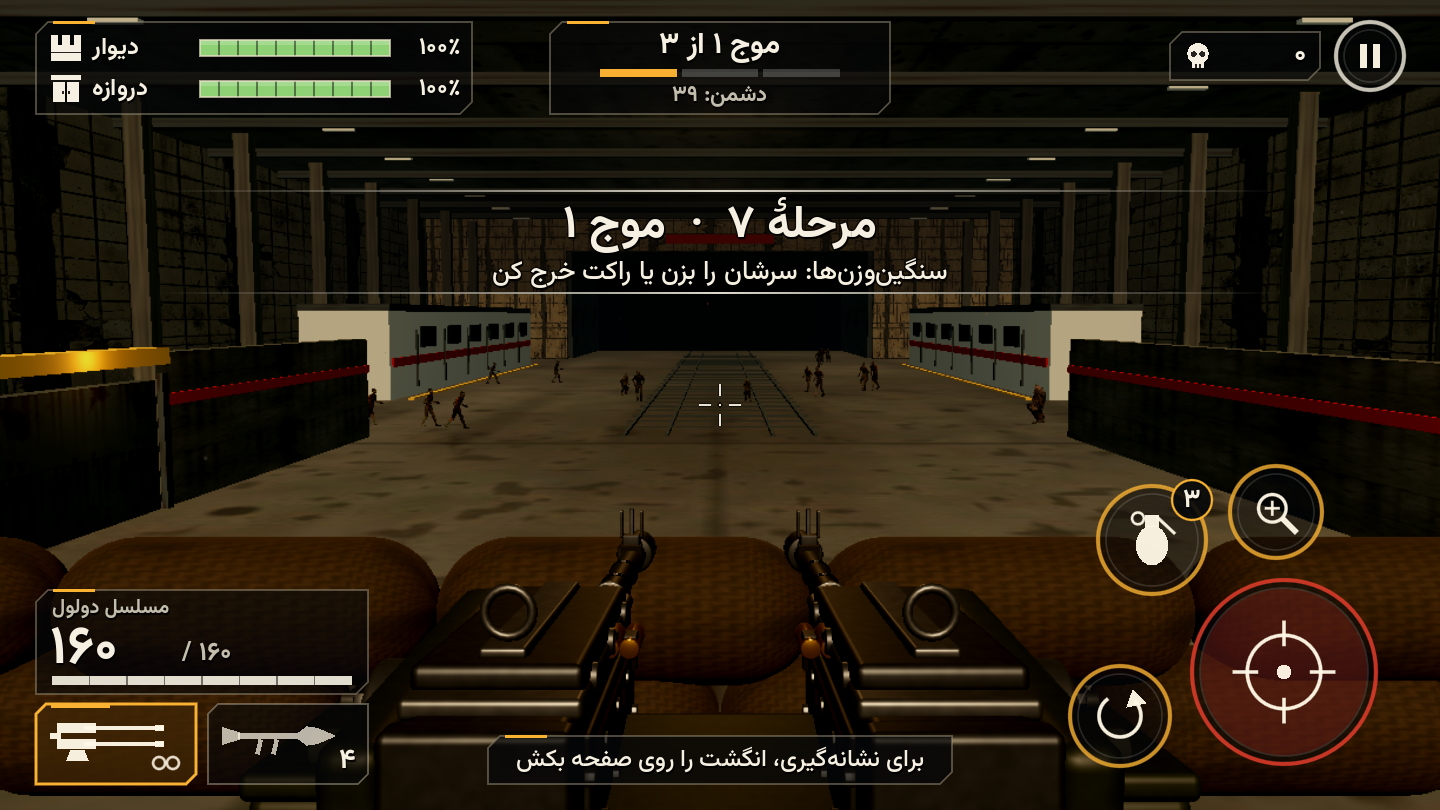 دیوار ۱۰۰٪
دروازه ۱۰۰٪
موج ۱ از ۳
دشمن: ۳۹
۰
مرحلهٔ ۷ · موج ۱
سنگین‌وزن‌ها: سرشان را بزن یا راکت خرج کن
۳
مسلسل دولول
۱۶۰ / ۱۶۰
∞
۴
برای نشانه‌گیری، انگشت را روی صفحه بکش